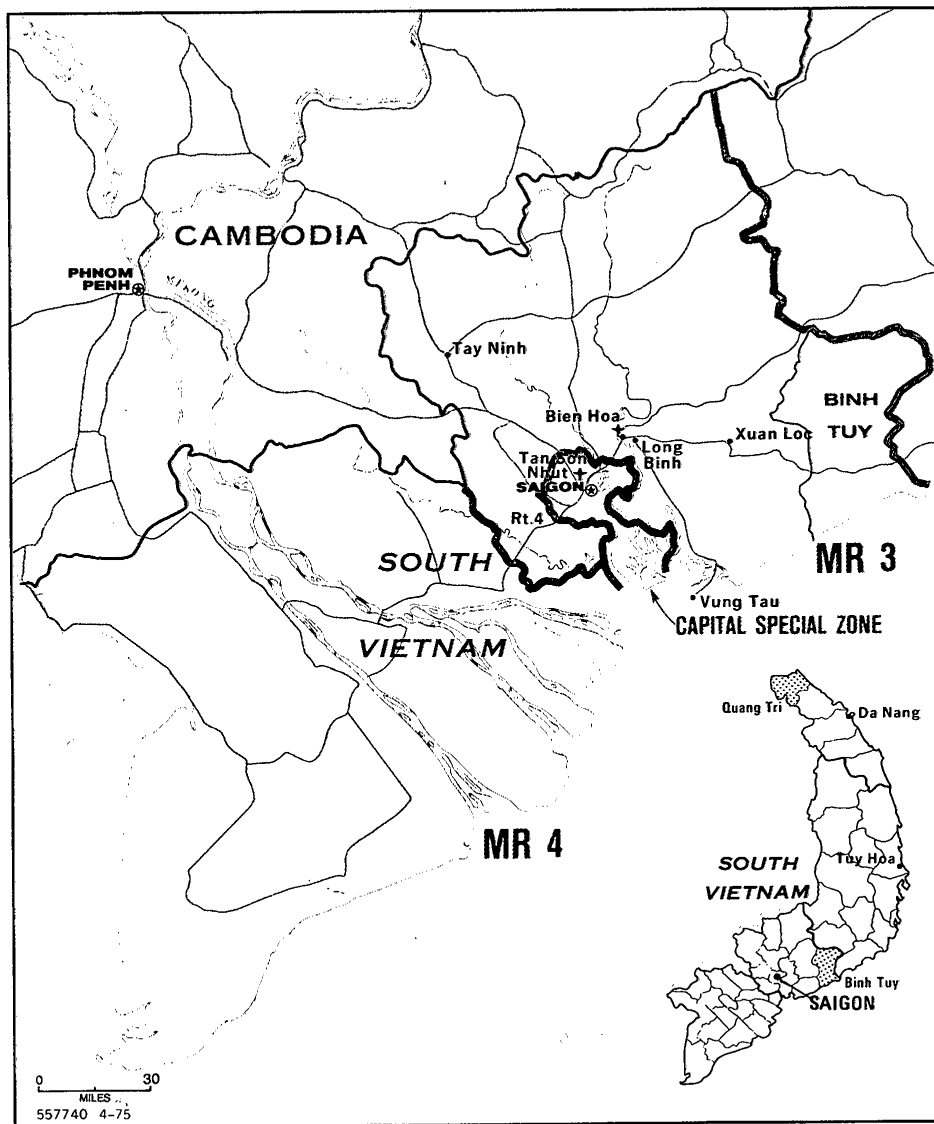 CAMBODIA
PHNOM
PENH
MEKONG
Tay Ninh
Bien Hoa
BINH
TUY
Xuan Loc
Long
Binh
Tan Son
Nhut
SAIGON
Rt.4
SOUTH
VIETNAM
MR 3
Vung Tau
CAPITAL SPECIAL ZONE
MR 4
Quang Tri
Da Nang
Tuy Hoa
SOUTH
VIETNAM
Binh Tuy
SAIGON
0 30
MILES
557740 4-75